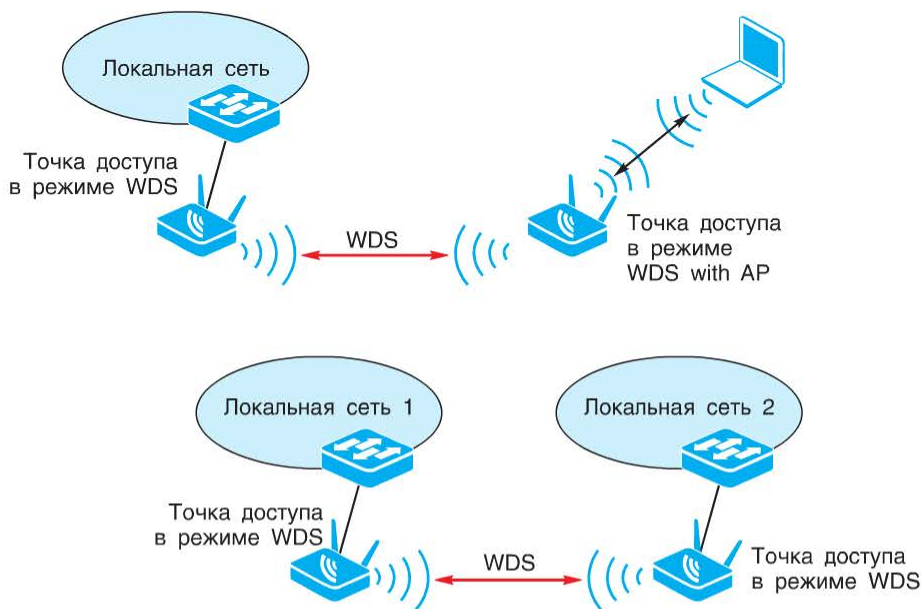 Локальная сеть
Точка доступа
в режиме WDS
WDS
Точка доступа
в режиме
WDS with AP
Локальная сеть 1
Локальная сеть 2
Точка доступа
в режиме WDS
WDS
Точка доступа
в режиме WDS